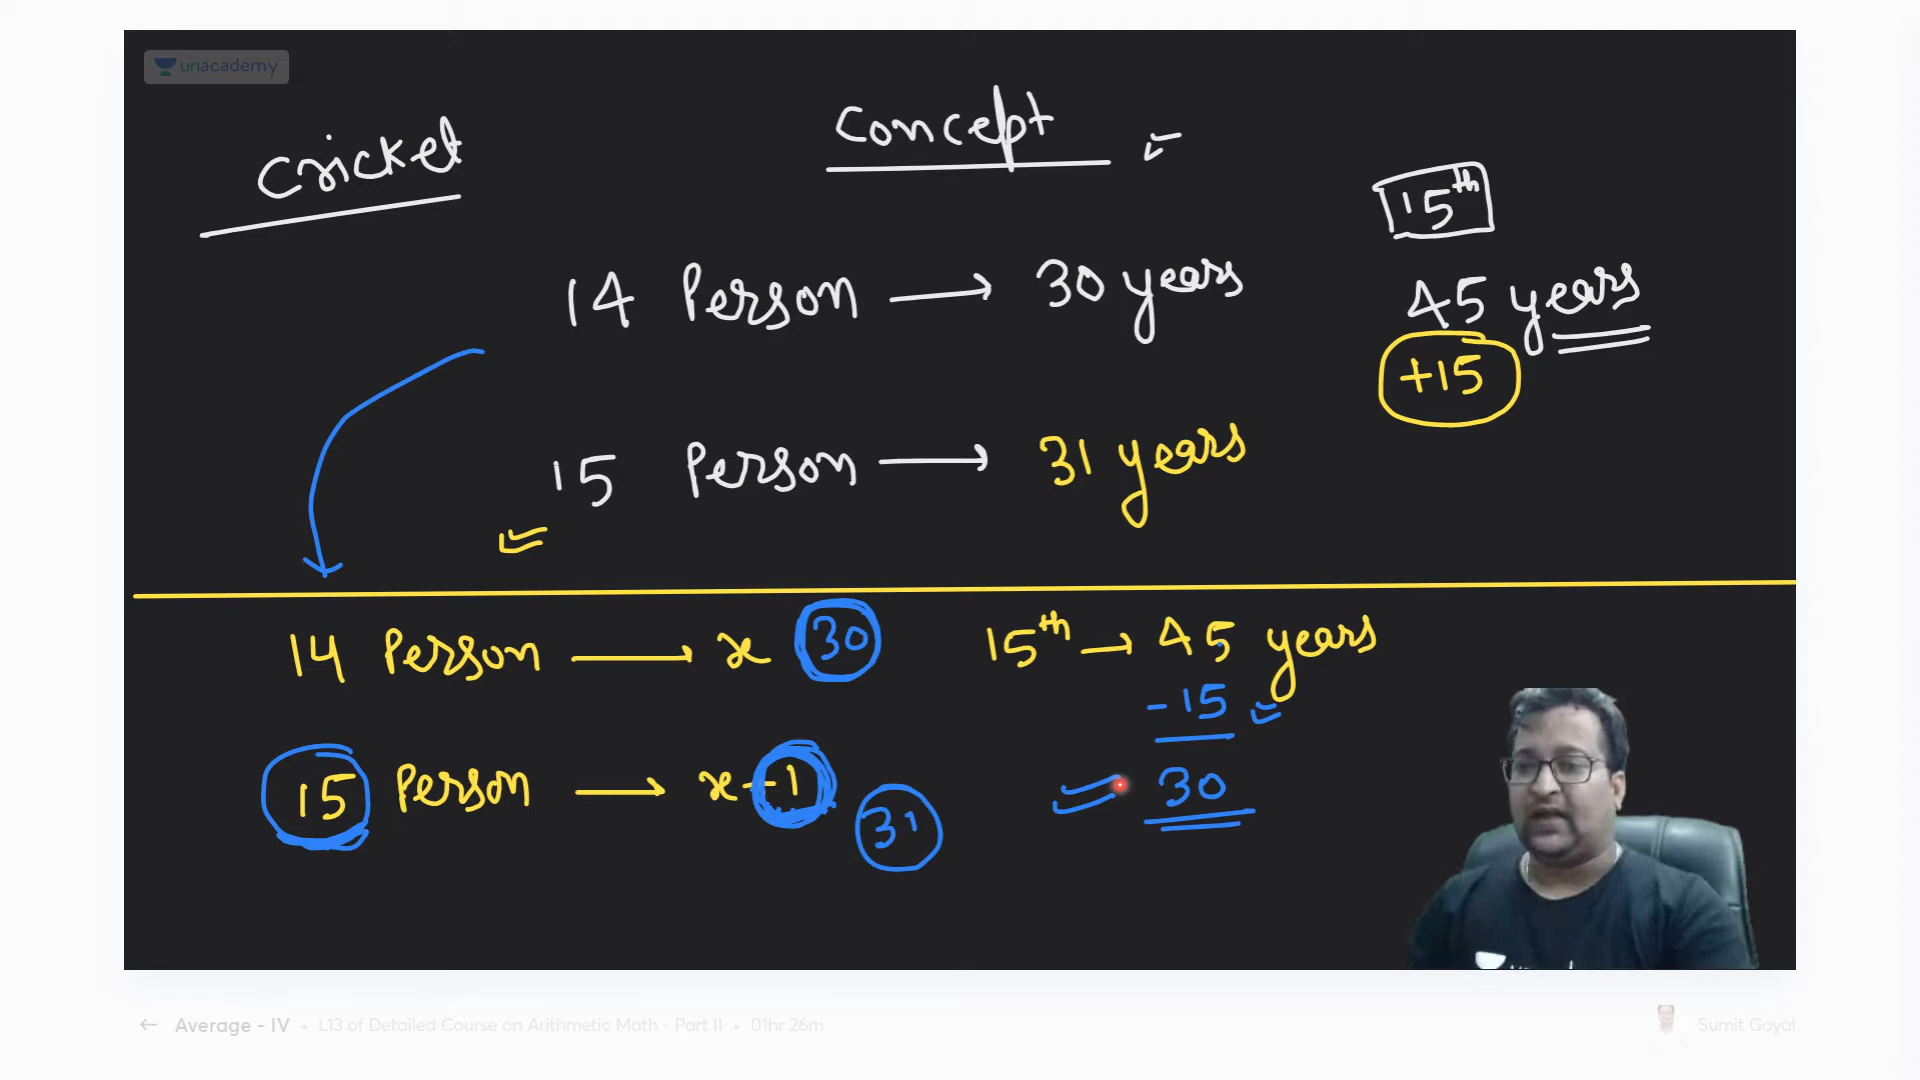 unacademy
Cricket
Concept
15th
14 Person → 30 years
45 years
+15
15 Person → 31 years
14 Person → x 30
15th → 45 years
-15
15 Person → x+1
31
30
← Average - IV • L13 of Detailed Course on Arithmetic Math - Part II • 01hr 26m
Sumit Goyal